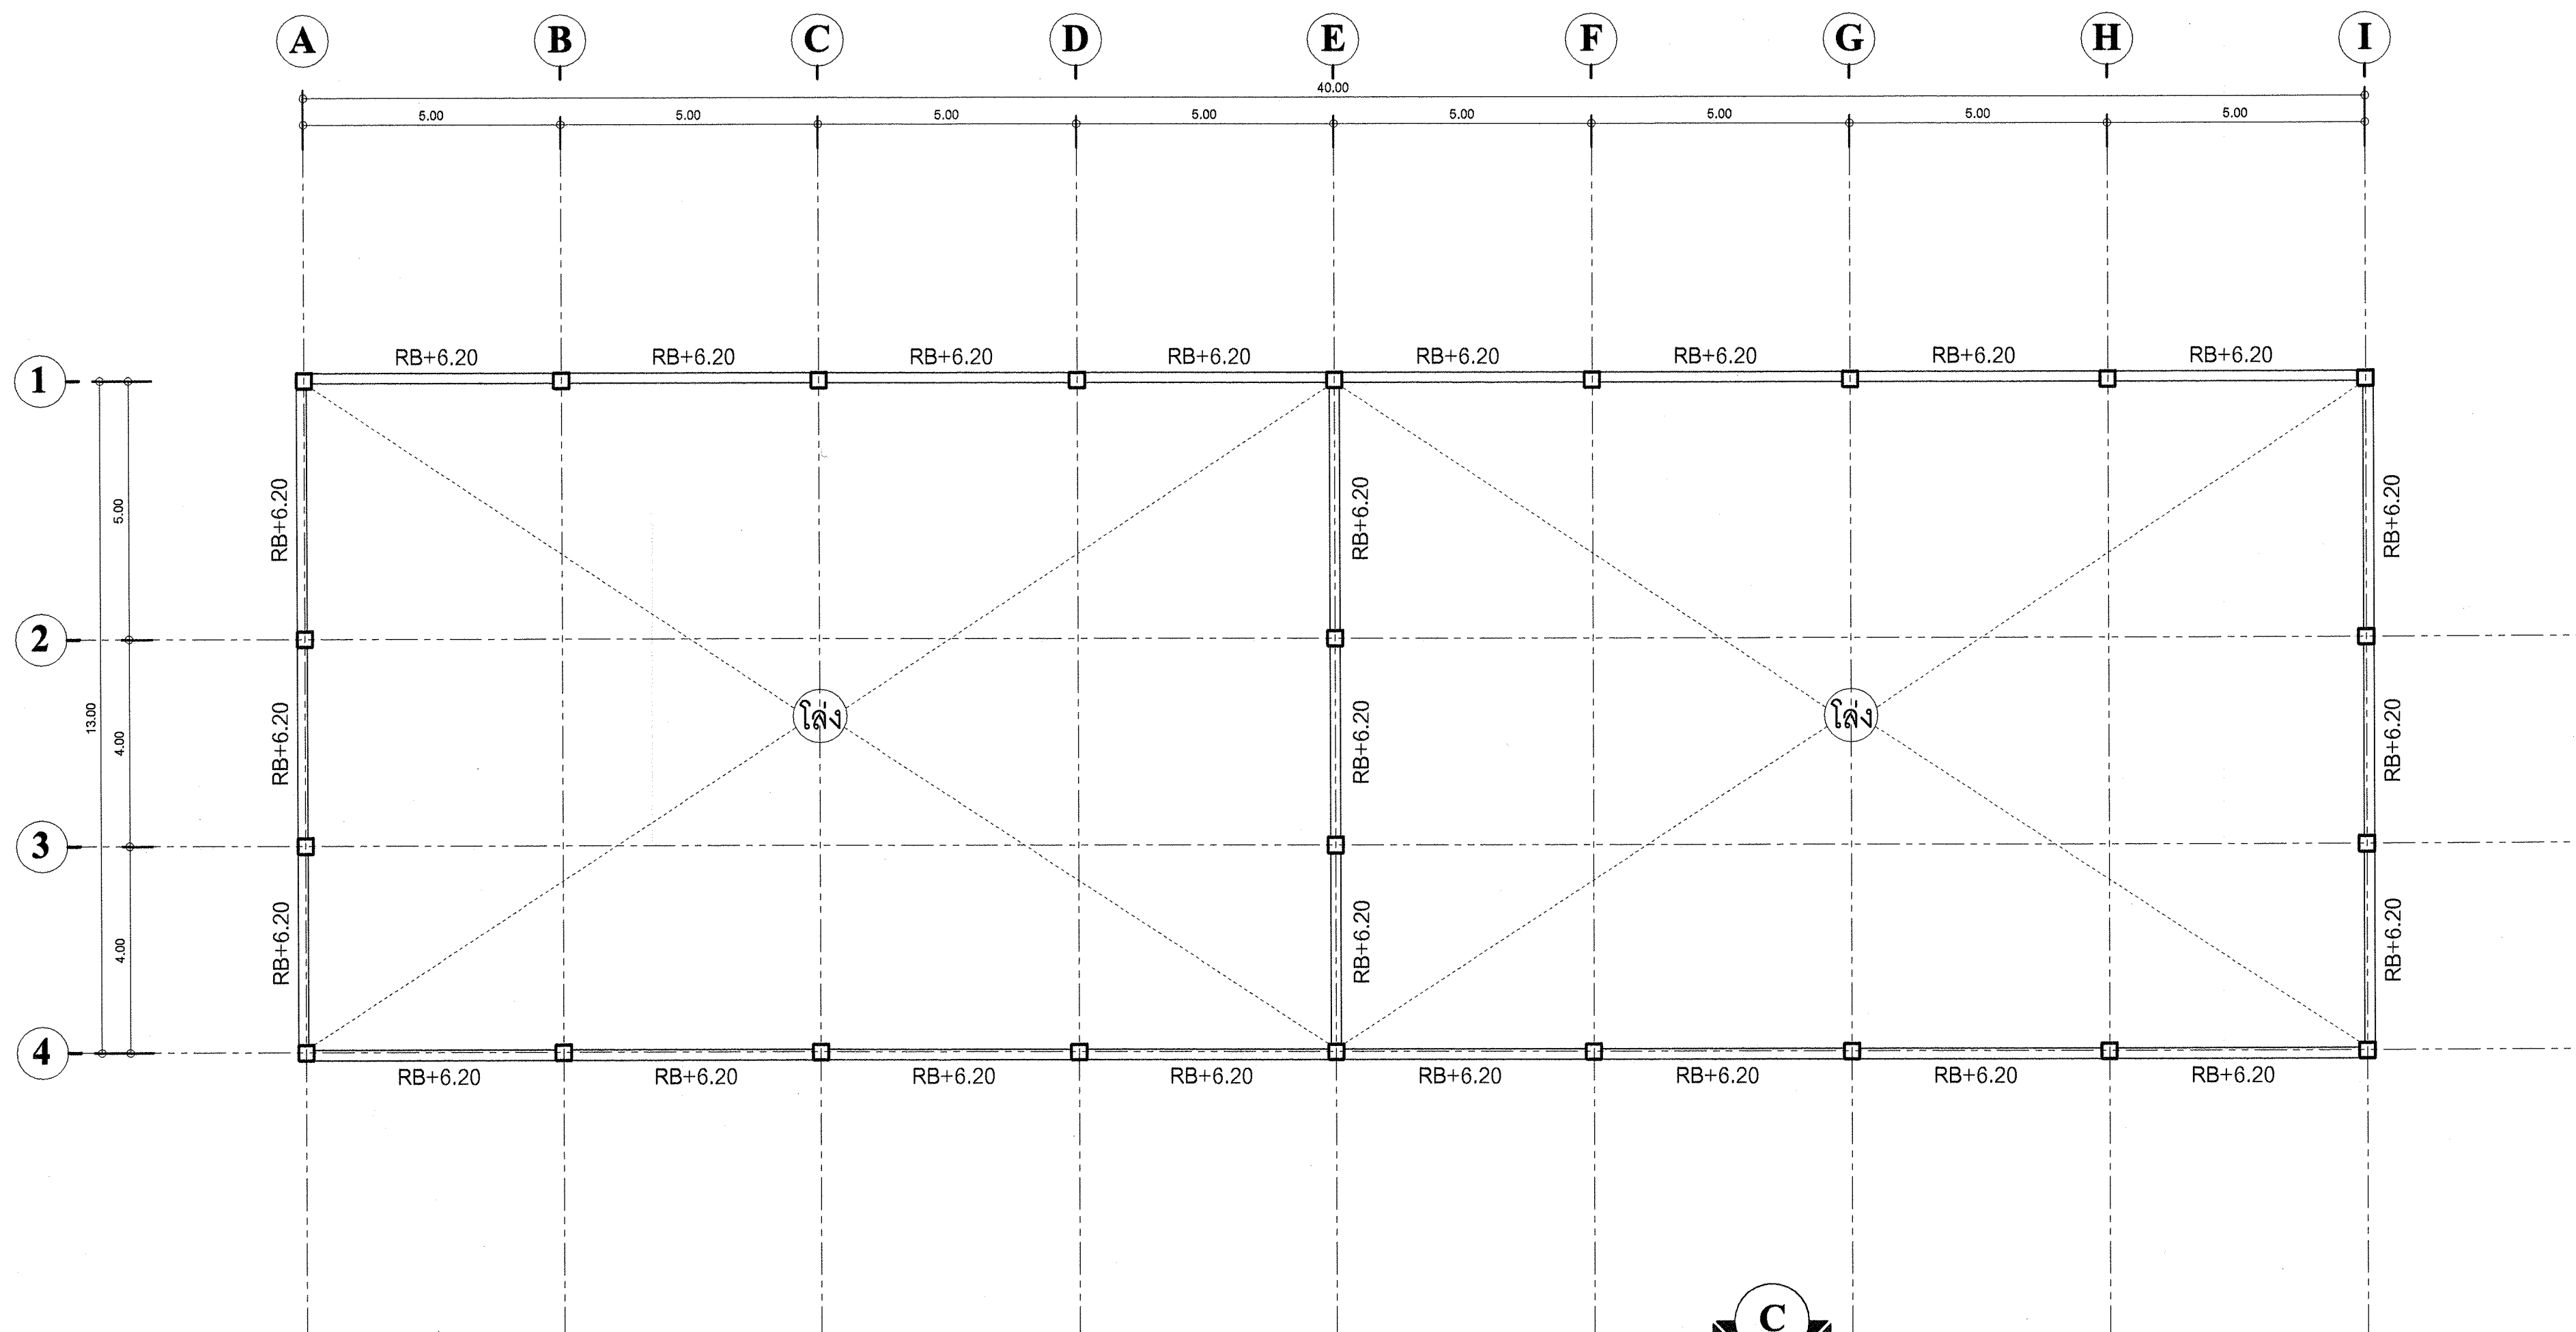 A B C D E F G H I
40.00
5.00 5.00 5.00 5.00 5.00 5.00 5.00 5.00
RB+6.20 RB+6.20 RB+6.20 RB+6.20 RB+6.20 RB+6.20 RB+6.20 RB+6.20
1
5.00 RB+6.20 RB+6.20 RB+6.20
2
13.00
4.00 RB+6.20 โล่ง RB+6.20 โล่ง RB+6.20
3
4.00 RB+6.20 RB+6.20 RB+6.20
4
RB+6.20 RB+6.20 RB+6.20 RB+6.20 RB+6.20 RB+6.20 RB+6.20 RB+6.20
C